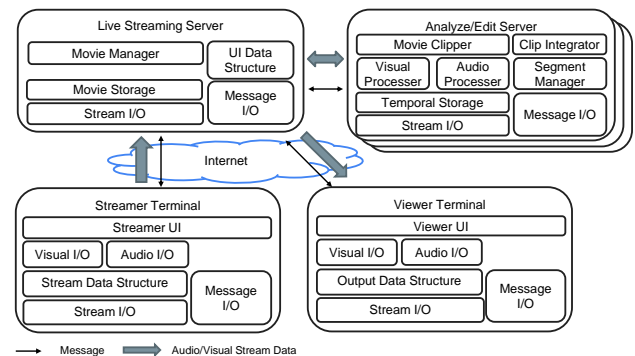 Live Streaming Server
Movie Manager
UI Data
Structure
Movie Storage
Stream I/O
Message
I/O
Analyze/Edit Server
Movie Clipper
Clip Integrator
Visual
Processer
Audio
Processer
Segment
Manager
Temporal Storage
Stream I/O
Message I/O
Internet
Streamer Terminal
Streamer UI
Visual I/O
Audio I/O
Stream Data Structure
Stream I/O
Message
I/O
Viewer Terminal
Viewer UI
Visual I/O
Audio I/O
Output Data Structure
Stream I/O
Message
I/O
Message
Audio/Visual Stream Data